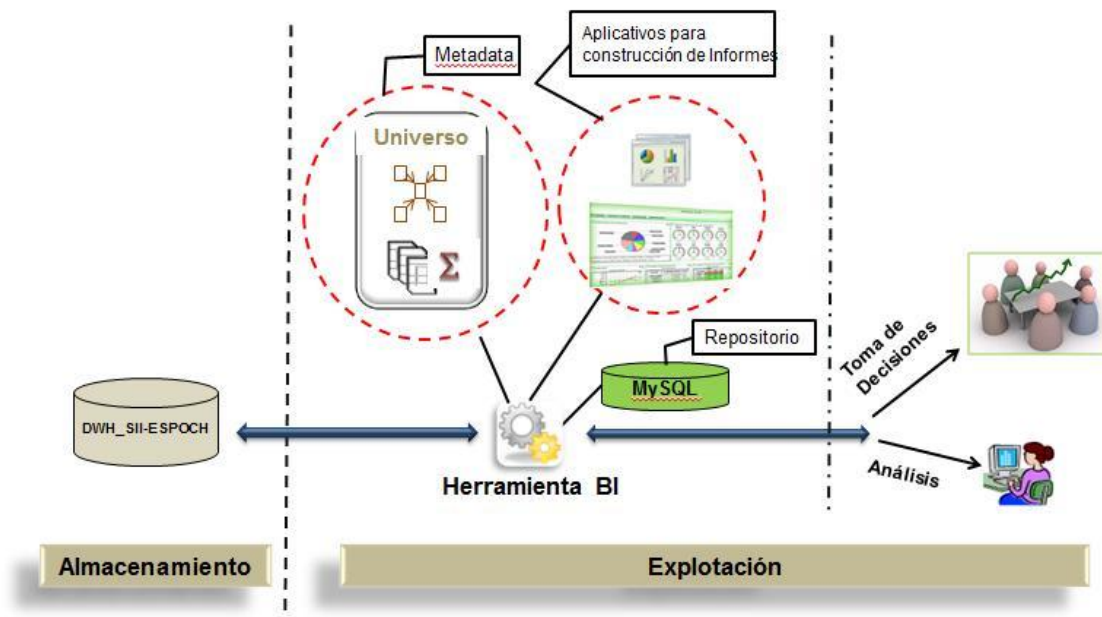 Aplicativos para
construcción de Informes
Metadata
Universo
Σ
Repositorio
MySQL
Toma de
Decisiones
DWH_SII-ESPOCH
Análisis
Herramienta BI
Almacenamiento
Explotación